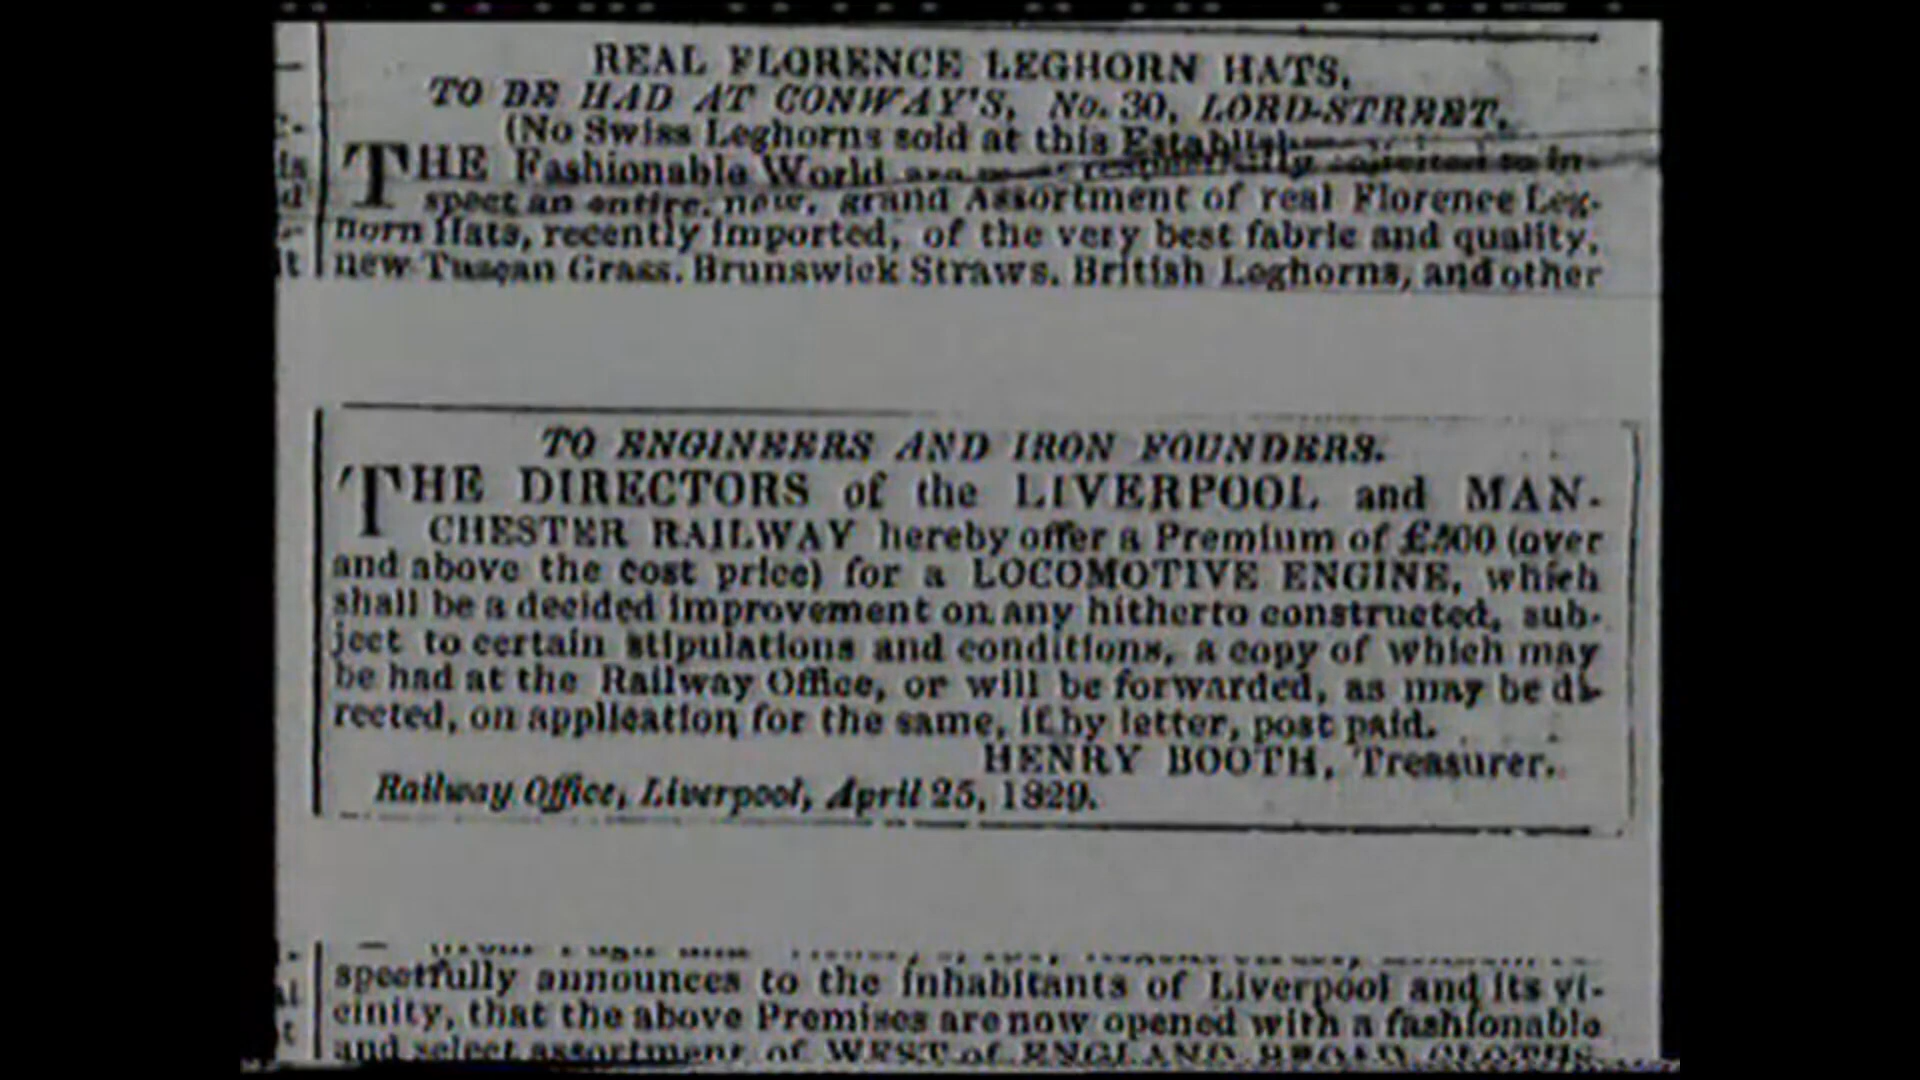 REAL FLORENCE LEGHORN HATS,
TO BE HAD AT CONWAY'S, No. 30, LORD-STREET,
(No Swiss Leghorns sold at this
THE Fashionable World are in-
spect an entire, new, grand Assortment of real Florence Leg-
horn Hats, recently imported, of the very best fabric and quality,
new Tuscan Grass, Brunswick Straws, British Leghorns, and other
TO ENGINEERS AND IRON FOUNDERS.
THE DIRECTORS of the LIVERPOOL and MAN-
CHESTER RAILWAY hereby offer a Premium of £500 (over
and above the cost price) for a LOCOMOTIVE ENGINE, which
shall be a decided improvement on any hitherto constructed, sub-
ject to certain stipulations and conditions, a copy of which may
be had at the Railway Office, or will be forwarded, as may be di-
rected, on application for the same, if by letter, post paid.
HENRY BOOTH, Treasurer.
Railway Office, Liverpool, April 25, 1829.
spectfully announces to the inhabitants of Liverpool and its vi-
cinity, that the above Premises are now opened with a fashionable
and select assortment of WEST of ENGLAND BROAD CLOTHS,